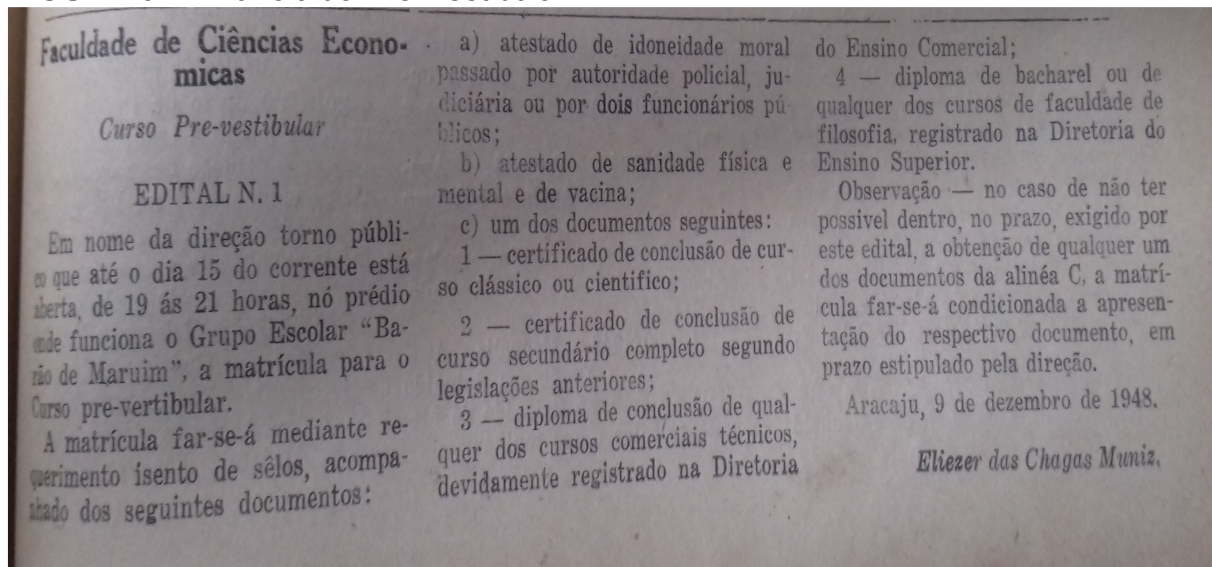 Faculdade de Ciências Econo-
micas
Curso Pre-vestibular
EDITAL N. 1
Em nome da direção torno públi-
co que até o dia 15 do corrente está
aberta, de 19 ás 21 horas, nó prédio
onde funciona o Grupo Escolar “Ba-
rão de Maruim”, a matrícula para o
Curso pre-vertibular.
A matrícula far-se-á mediante re-
querimento isento de sêlos, acompa-
nhado dos seguintes documentos:
a) atestado de idoneidade moral
passado por autoridade policial, ju-
diciária ou por dois funcionários pú-
blicos;
b) atestado de sanidade física e
mental e de vacina;
c) um dos documentos seguintes:
1 — certificado de conclusão de cur-
so clássico ou cientifico;
2 — certificado de conclusão de
curso secundário completo segundo
legislações anteriores;
3 — diploma de conclusão de qual-
quer dos cursos comerciais técnicos,
devidamente registrado na Diretoria
do Ensino Comercial;
4 — diploma de bacharel ou de
qualquer dos cursos de faculdade de
filosofia, registrado na Diretoria do
Ensino Superior.
Observação — no caso de não ter
possivel dentro, no prazo, exigido por
este edital, a obtenção de qualquer um
dos documentos da alinéa C, a matrí-
cula far-se-á condicionada a apresen-
tação do respectivo documento, em
prazo estipulado pela direção.
Aracaju, 9 de dezembro de 1948.
Eliezer das Chagas Muniz.